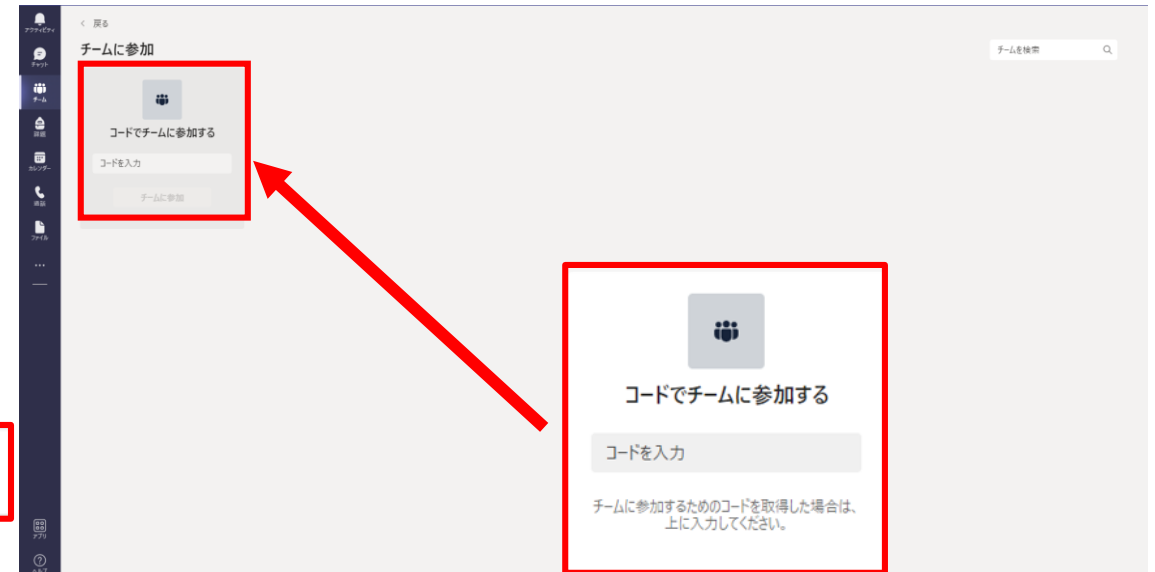 アクティビティ
チャット
チーム
課題
カレンダー
通話
ファイル
…
アプリ
ヘルプ
< 戻る
チームに参加
チームを検索
コードでチームに参加する
コードを入力
チームに参加
コードでチームに参加する
コードを入力
チームに参加するためのコードを取得した場合は、
上に入力してください。